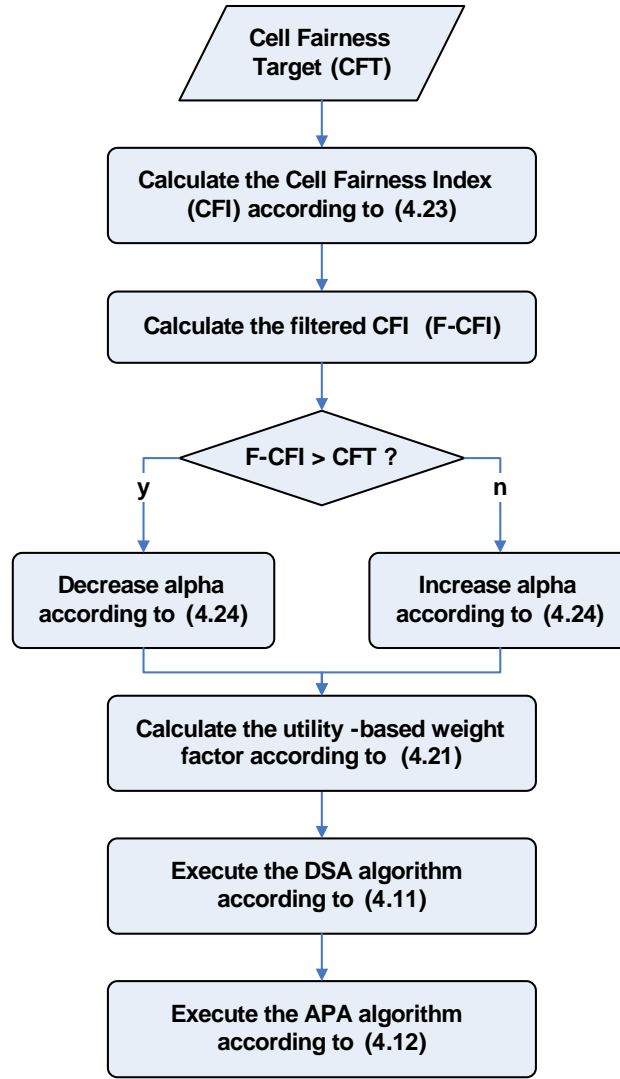 Cell Fairness
Target (CFT)
Calculate the Cell Fairness Index
(CFI) according to (4.23)
Calculate the filtered CFI (F-CFI)
F-CFI > CFT ?
y
n
Decrease alpha
according to (4.24)
Increase alpha
according to (4.24)
Calculate the utility -based weight
factor according to (4.21)
Execute the DSA algorithm
according to (4.11)
Execute the APA algorithm
according to (4.12)